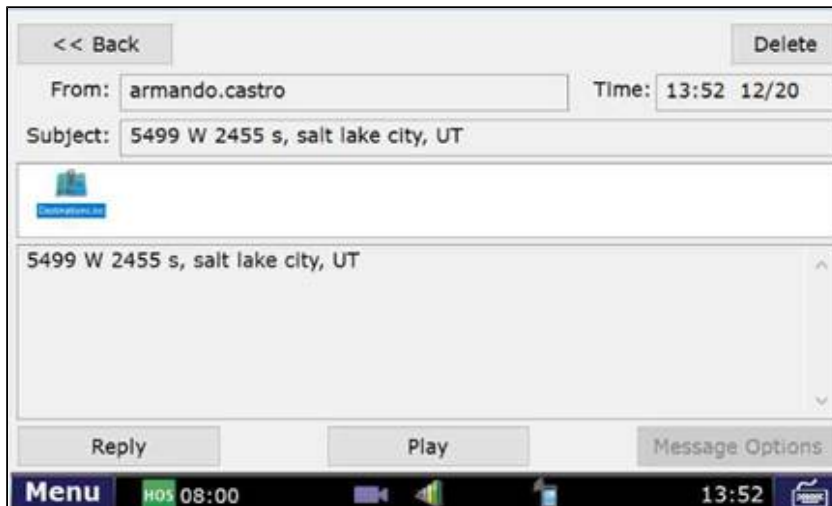 << Back
Delete
From: armando.castro
Time: 13:52 12/20
Subject: 5499 W 2455 s, salt lake city, UT
5499 W 2455 s, salt lake city, UT
Reply
Play
Message Options
Menu
HOS 08:00
13:52